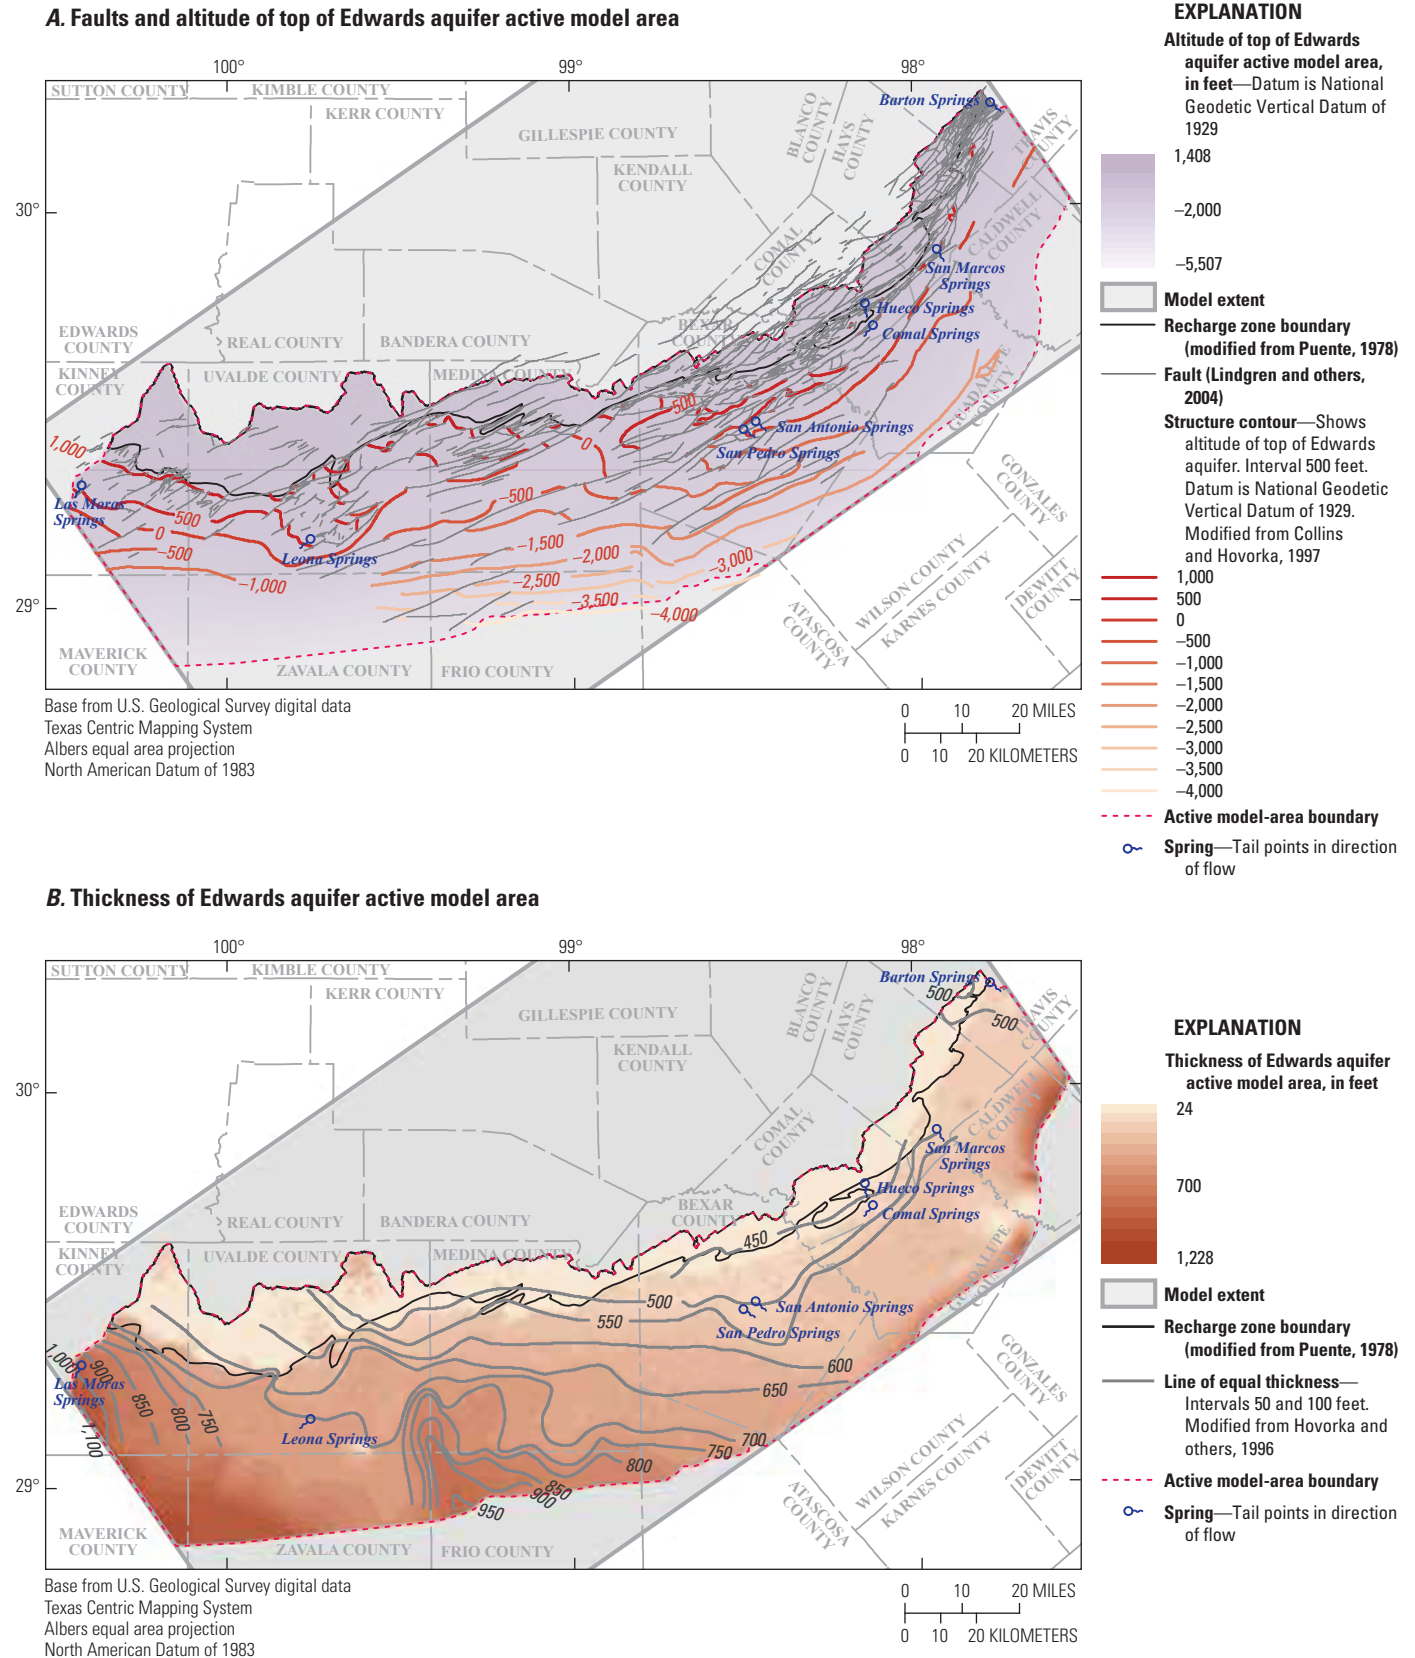 A. Faults and altitude of top of Edwards aquifer active model area
100°
99°
98°
30°
29°
SUTTON COUNTY
KIMBLE COUNTY
KERR COUNTY
GILLESPIE COUNTY
KENDALL
COUNTY
BLANCO
COUNTY
HAYS
COUNTY
TRAVIS
COUNTY
CALDWELL
COUNTY
COMAL
COUNTY
BEXAR
COUNTY
GUADALUPE
COUNTY
EDWARDS
COUNTY
REAL COUNTY
BANDERA COUNTY
KINNEY
COUNTY
UVALDE COUNTY
MEDINA COUNTY
GONZALES
COUNTY
WILSON COUNTY
KARNES COUNTY
DEWITT
COUNTY
ATASCOSA
COUNTY
MAVERICK
COUNTY
ZAVALA COUNTY
FRIO COUNTY
Barton Springs
San Marcos
Springs
Hueco Springs
Comal Springs
San Antonio Springs
San Pedro Springs
Las Moras
Springs
Leona Springs
1,000
500
0
–500
–1,000
500
0
–500
–1,500
–2,000
–2,500
–3,000
–3,500
–4,000
Base from U.S. Geological Survey digital data
Texas Centric Mapping System
Albers equal area projection
North American Datum of 1983
0 10 20 MILES
0 10 20 KILOMETERS
EXPLANATION
Altitude of top of Edwards
aquifer active model area,
in feet—Datum is National
Geodetic Vertical Datum of
1929
1,408
–2,000
–5,507
Model extent
Recharge zone boundary
(modified from Puente, 1978)
Fault (Lindgren and others,
2004)
Structure contour—Shows
altitude of top of Edwards
aquifer. Interval 500 feet.
Datum is National Geodetic
Vertical Datum of 1929.
Modified from Collins
and Hovorka, 1997
1,000
500
0
–500
–1,000
–1,500
–2,000
–2,500
–3,000
–3,500
–4,000
Active model-area boundary
Spring—Tail points in direction
of flow
B. Thickness of Edwards aquifer active model area
100°
99°
98°
30°
29°
SUTTON COUNTY
KIMBLE COUNTY
KERR COUNTY
GILLESPIE COUNTY
KENDALL
COUNTY
BLANCO
COUNTY
HAYS
COUNTY
TRAVIS
COUNTY
CALDWELL
COUNTY
COMAL
COUNTY
BEXAR
COUNTY
GUADALUPE
COUNTY
EDWARDS
COUNTY
REAL COUNTY
BANDERA COUNTY
KINNEY
COUNTY
UVALDE COUNTY
MEDINA COUNTY
GONZALES
COUNTY
WILSON COUNTY
KARNES COUNTY
DEWITT
COUNTY
ATASCOSA
COUNTY
MAVERICK
COUNTY
ZAVALA COUNTY
FRIO COUNTY
Barton Springs
San Marcos
Springs
Hueco Springs
Comal Springs
San Antonio Springs
San Pedro Springs
Las Moras
Springs
Leona Springs
500
500
450
500
550
600
650
700
750
800
850
900
950
1,000
900
850
800
750
1,100
Base from U.S. Geological Survey digital data
Texas Centric Mapping System
Albers equal area projection
North American Datum of 1983
0 10 20 MILES
0 10 20 KILOMETERS
EXPLANATION
Thickness of Edwards aquifer
active model area, in feet
24
700
1,228
Model extent
Recharge zone boundary
(modified from Puente, 1978)
Line of equal thickness—
Intervals 50 and 100 feet.
Modified from Hovorka and
others, 1996
Active model-area boundary
Spring—Tail points in direction
of flow